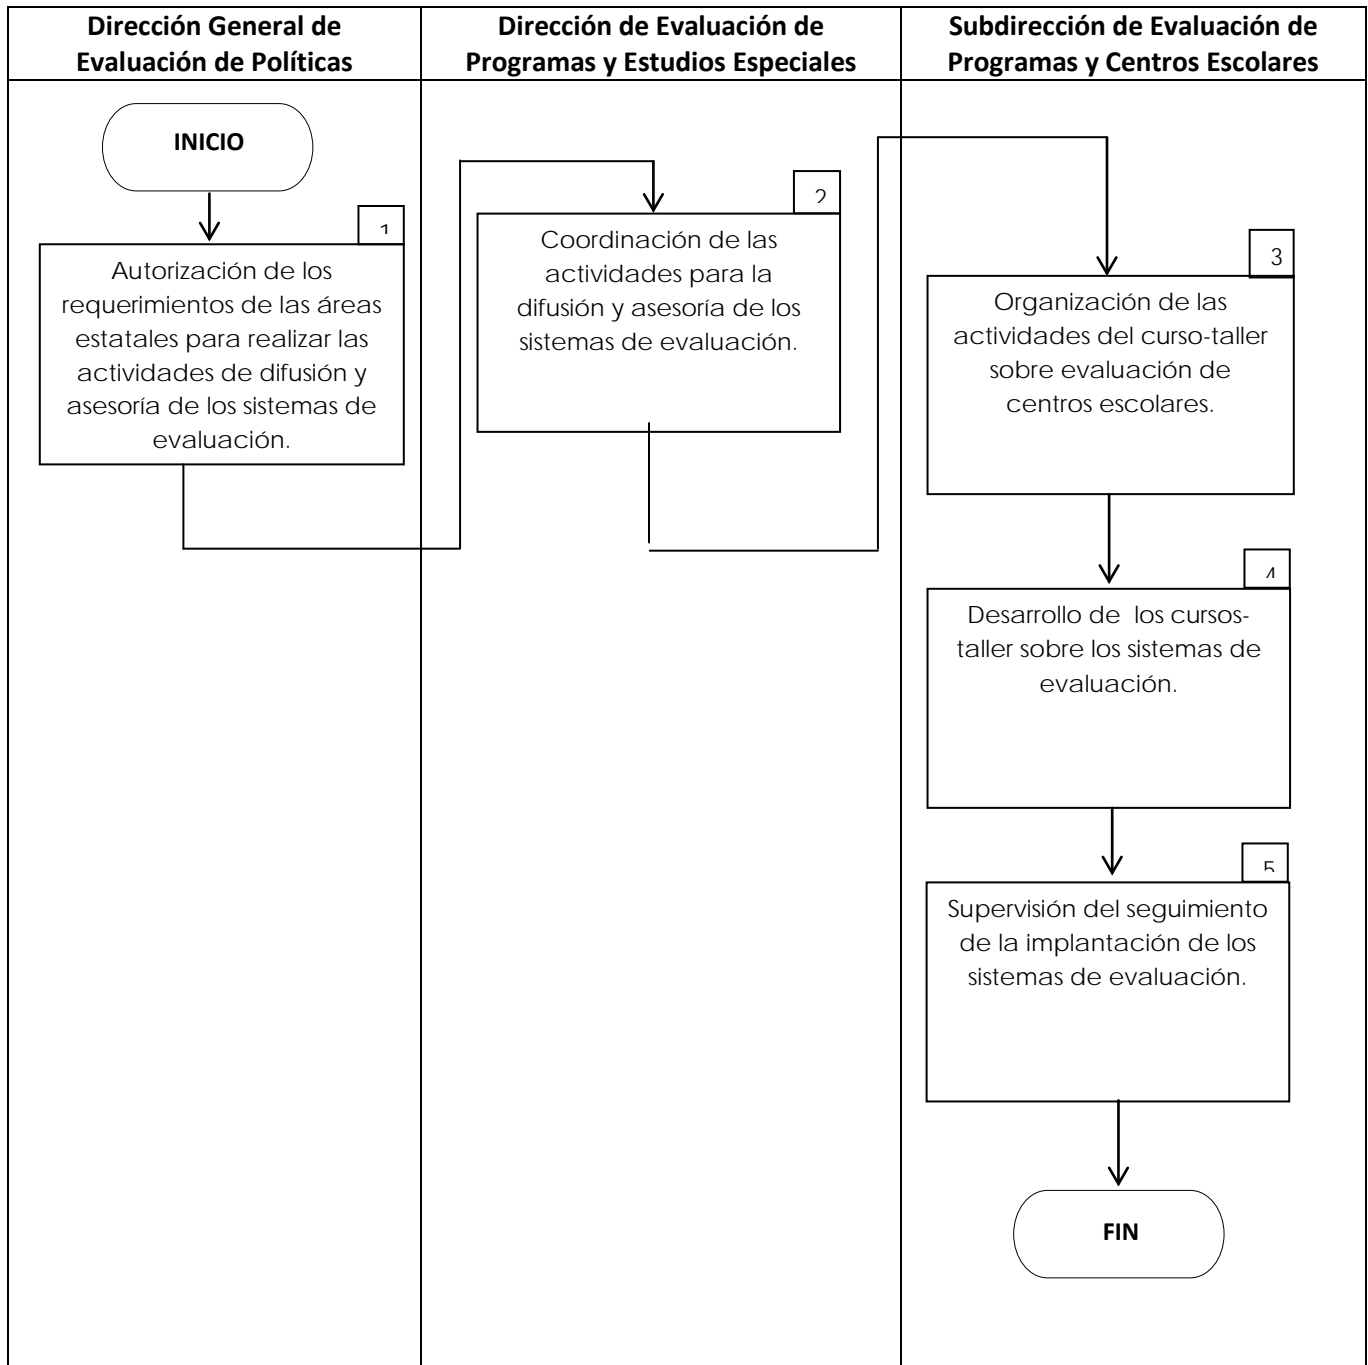 Dirección General de
Evaluación de Políticas
Dirección de Evaluación de
Programas y Estudios Especiales
Subdirección de Evaluación de
Programas y Centros Escolares
INICIO
1
Autorización de los
requerimientos de las áreas
estatales para realizar las
actividades de difusión y
asesoría de los sistemas de
evaluación.
2
Coordinación de las
actividades para la
difusión y asesoría de los
sistemas de evaluación.
3
Organización de las
actividades del curso-taller
sobre evaluación de
centros escolares.
4
Desarrollo de  los cursos-
taller sobre los sistemas de
evaluación.
5
Supervisión del seguimiento
de la implantación de los
sistemas de evaluación.
FIN